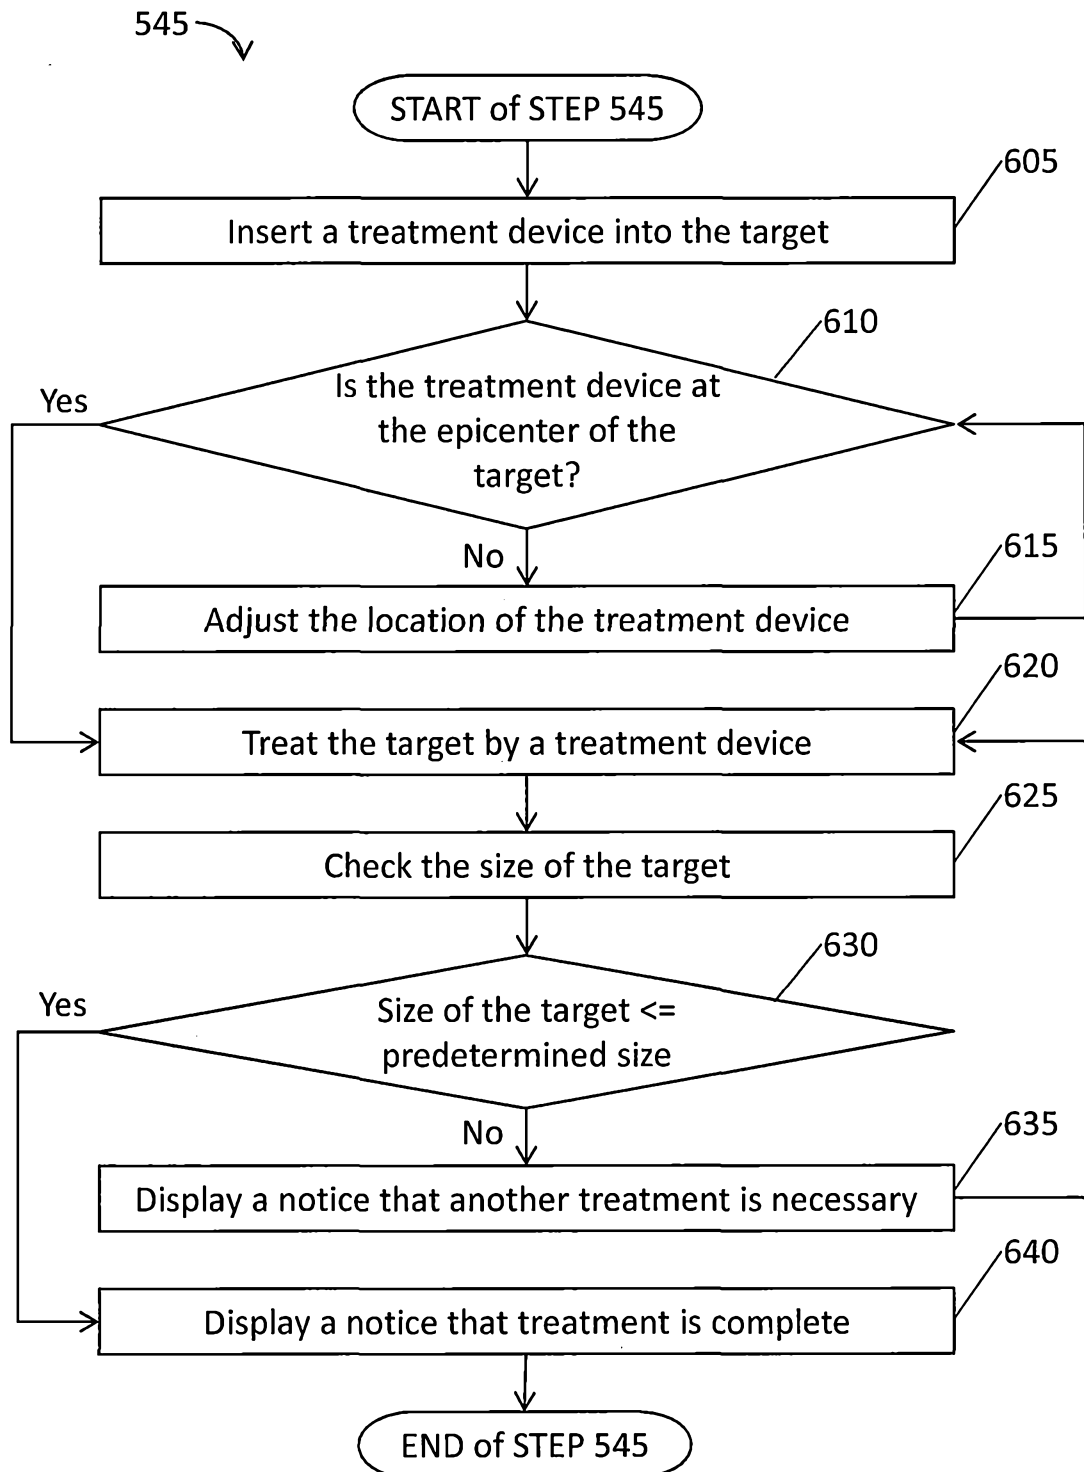 545
START of STEP 545
605
Insert a treatment device into the target
610
Is the treatment device at
the epicenter of the
target?
Yes
No
615
Adjust the location of the treatment device
620
Treat the target by a treatment device
625
Check the size of the target
630
Size of the target <=
predetermined size
Yes
No
635
Display a notice that another treatment is necessary
640
Display a notice that treatment is complete
END of STEP 545